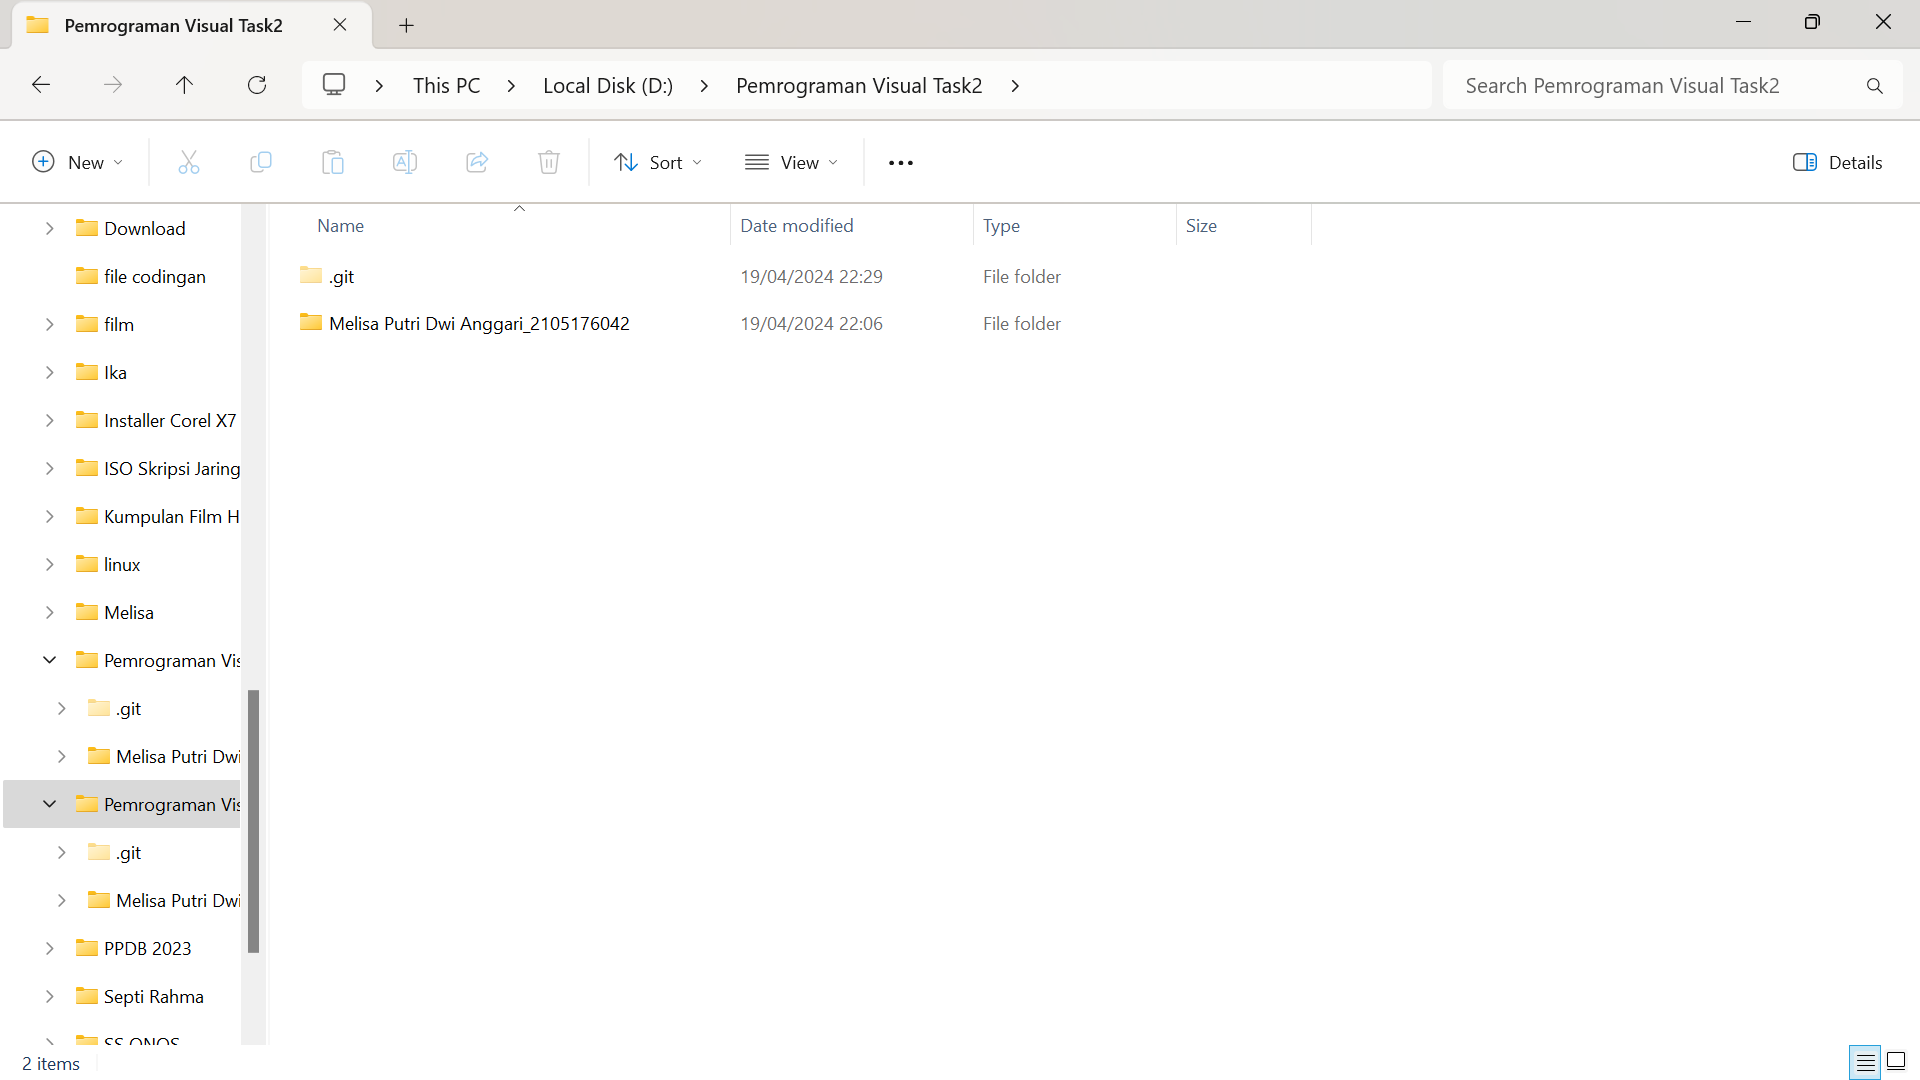 Pemrograman Visual Task2
This PC Local Disk (D:) Pemrograman Visual Task2
Search Pemrograman Visual Task2
New Sort View ••• Details
Name Date modified Type Size
.git 19/04/2024 22:29 File folder
Melisa Putri Dwi Anggari_2105176042 19/04/2024 22:06 File folder
Download
file codingan
film
Ika
Installer Corel X7
ISO Skripsi Jaring
Kumpulan Film H
linux
Melisa
Pemrograman Vis
.git
Melisa Putri Dwi
Pemrograman Vis
.git
Melisa Putri Dwi
PPDB 2023
Septi Rahma
SS ONOS
2 items